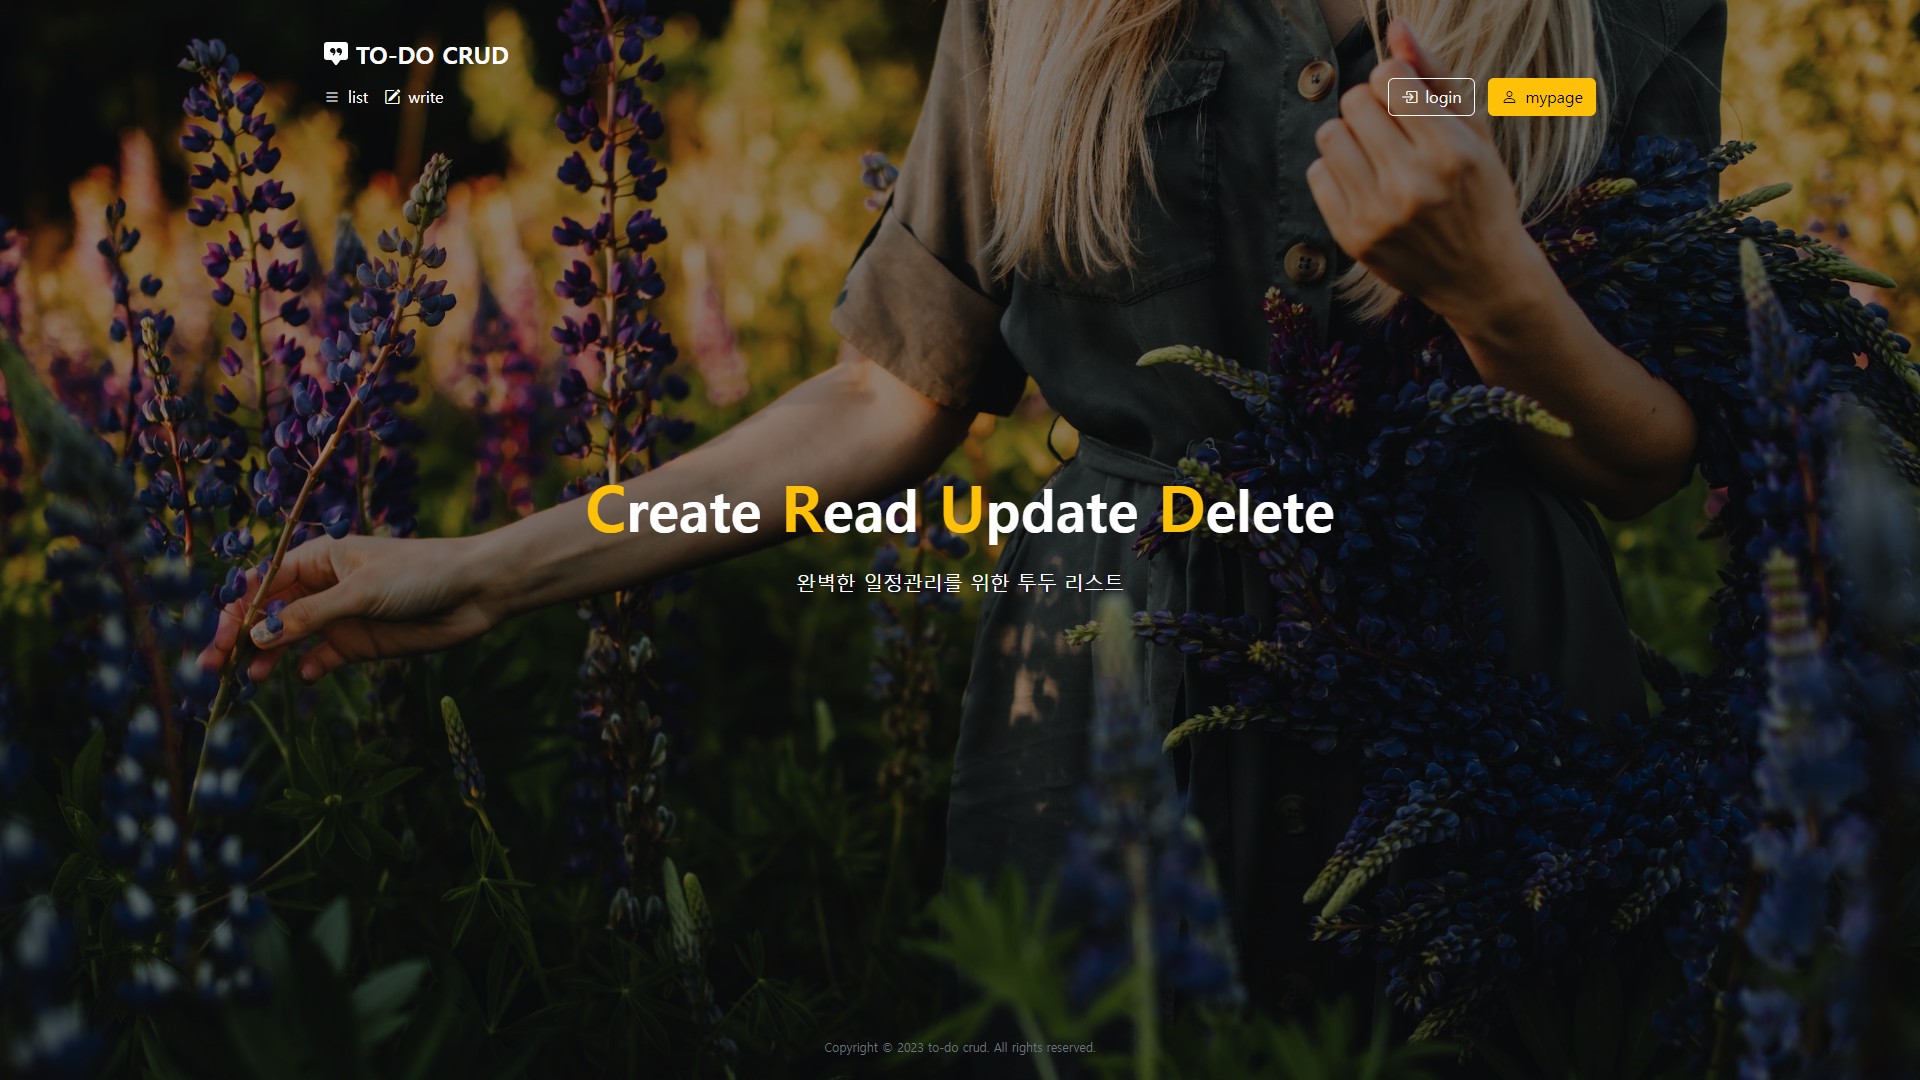 TO-DO CRUD
list write login mypage
Create Read Update Delete
완벽한 일정관리를 위한 투두 리스트
Copyright © 2023 to-do crud. All rights reserved.